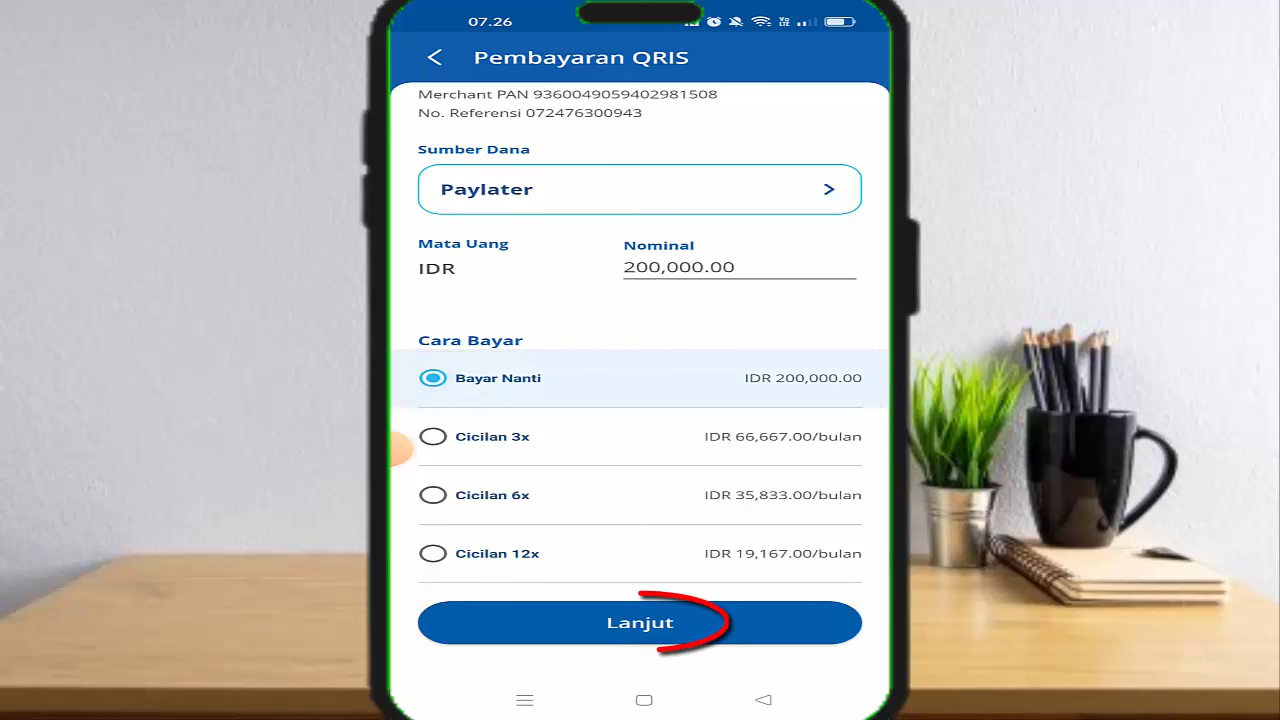 07.26
Pembayaran QRIS
Merchant PAN 9360049059402981508
No. Referensi 072476300943
Sumber Dana
Paylater
Mata Uang Nominal
IDR 200,000.00
Cara Bayar
Bayar Nanti IDR 200,000.00
Cicilan 3x IDR 66,667.00/bulan
Cicilan 6x IDR 35,833.00/bulan
Cicilan 12x IDR 19,167.00/bulan
Lanjut